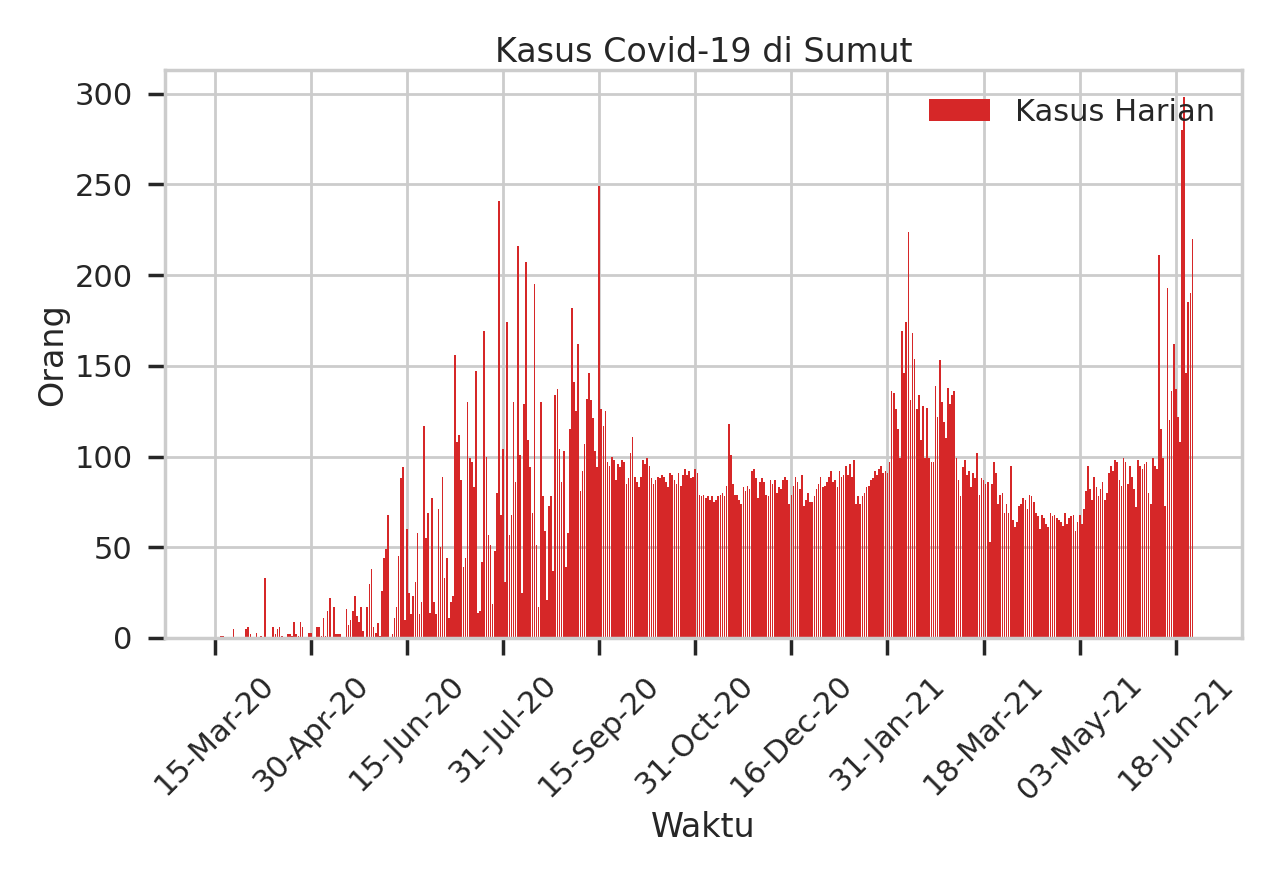 Kasus Covid-19 di Sumut
Kasus Harian
Orang
300
250
200
150
100
50
0
15-Mar-20
30-Apr-20
15-Jun-20
31-Jul-20
15-Sep-20
31-Oct-20
16-Dec-20
31-Jan-21
18-Mar-21
03-May-21
18-Jun-21
Waktu